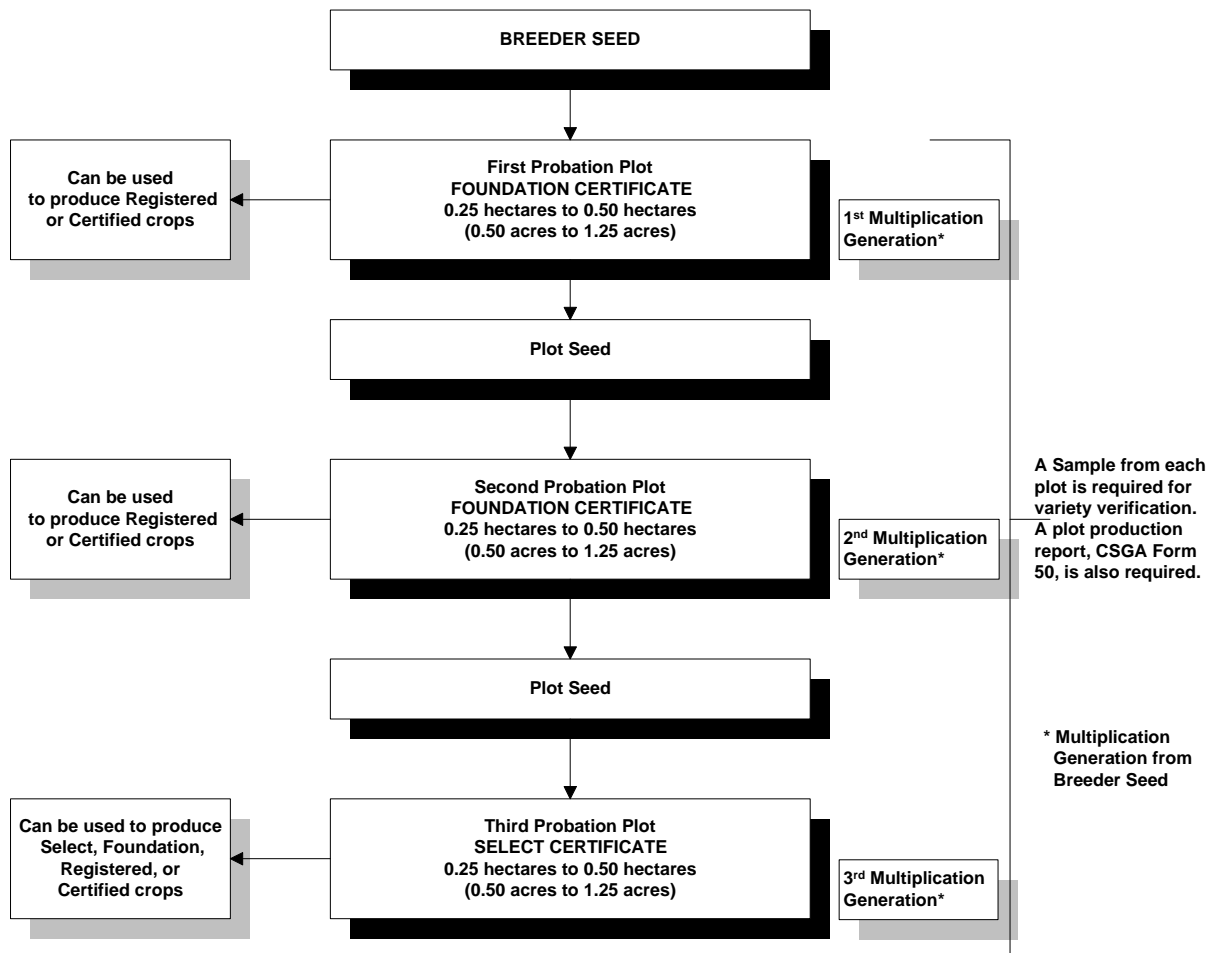 BREEDER SEED
Can be used
to produce Registered
or Certified crops
First Probation Plot
FOUNDATION CERTIFICATE
0.25 hectares to 0.50 hectares
(0.50 acres to 1.25 acres)
1st Multiplication
Generation*
Plot Seed
Can be used
to produce Registered
or Certified crops
Second Probation Plot
FOUNDATION CERTIFICATE
0.25 hectares to 0.50 hectares
(0.50 acres to 1.25 acres)
2nd Multiplication
Generation*
A Sample from each
plot is required for
variety verification.
A plot production
report, CSGA Form
50, is also required.
Plot Seed
* Multiplication
Generation from
Breeder Seed
Can be used to produce
Select, Foundation,
Registered, or
Certified crops
Third Probation Plot
SELECT CERTIFICATE
0.25 hectares to 0.50 hectares
(0.50 acres to 1.25 acres)
3rd Multiplication
Generation*